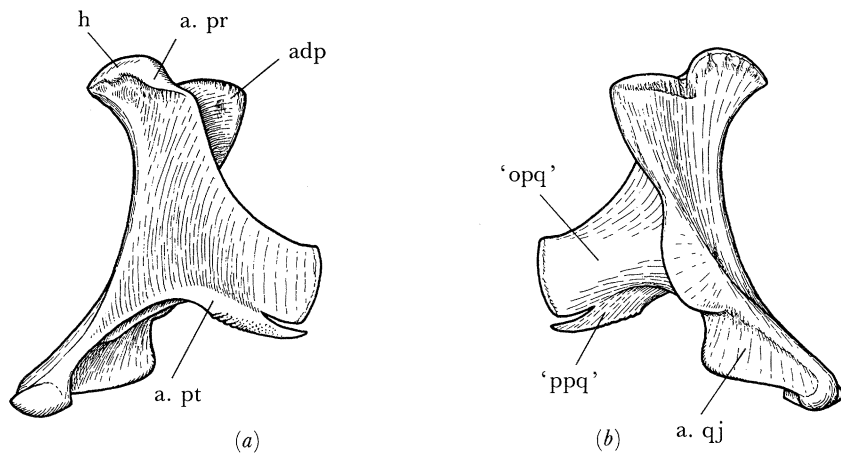 h
a. pr
adp
a. pt
(a)
'opq'
'ppq'
a. qj
(b)